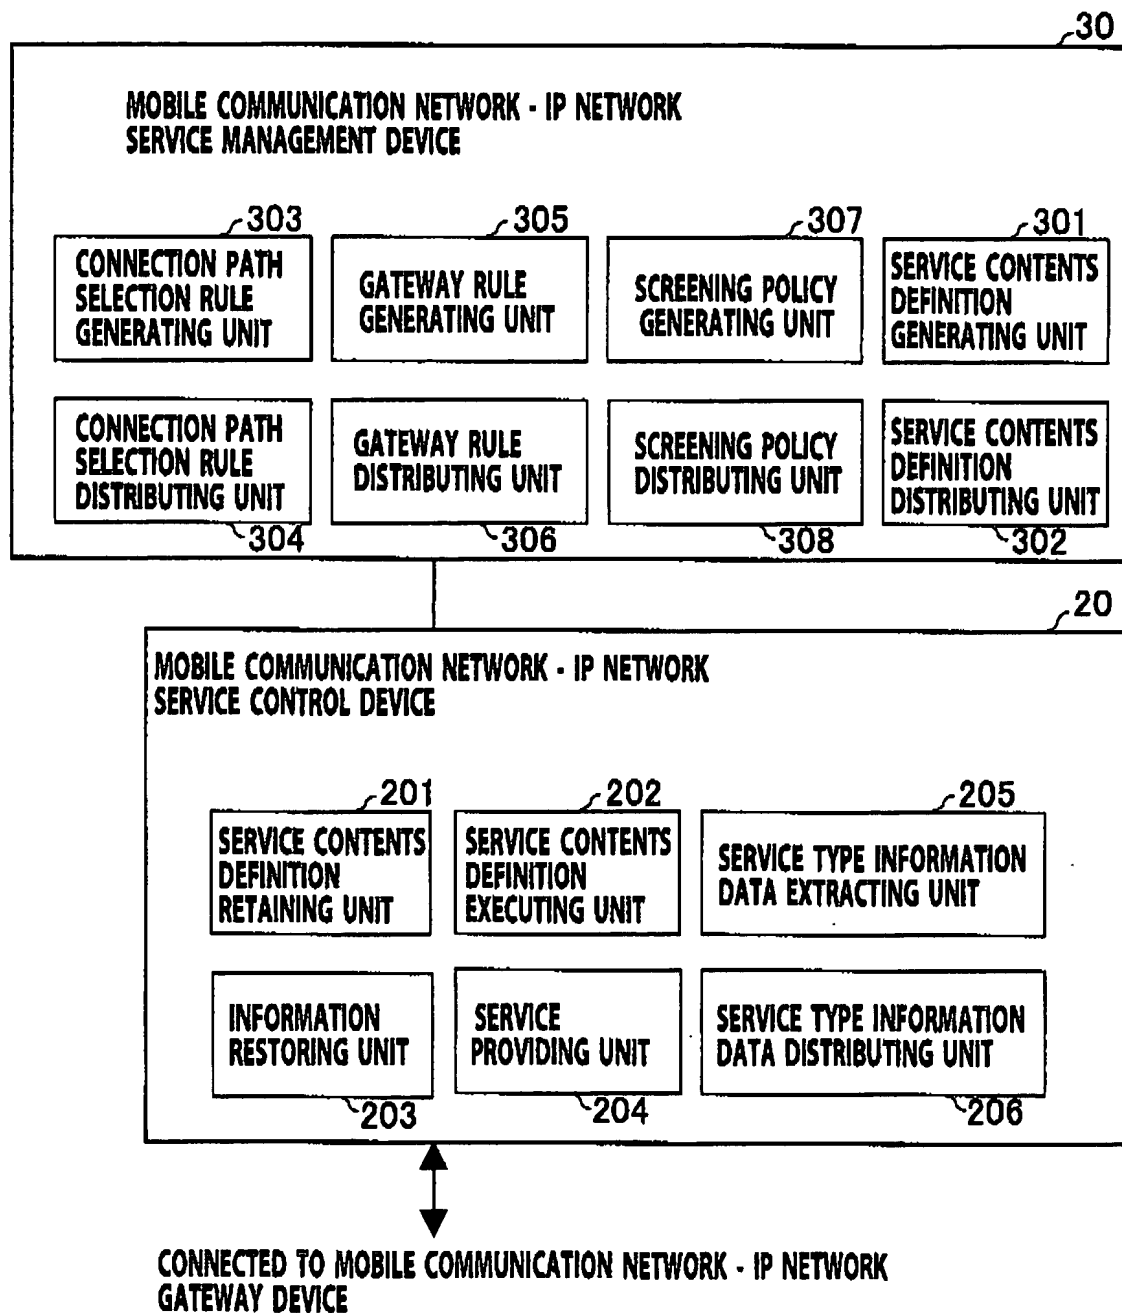 30
MOBILE COMMUNICATION NETWORK - IP NETWORK
SERVICE MANAGEMENT DEVICE
303
CONNECTION PATH
SELECTION RULE
GENERATING UNIT
305
GATEWAY RULE
GENERATING UNIT
307
SCREENING POLICY
GENERATING UNIT
301
SERVICE CONTENTS
DEFINITION
GENERATING UNIT
CONNECTION PATH
SELECTION RULE
DISTRIBUTING UNIT
304
GATEWAY RULE
DISTRIBUTING UNIT
306
SCREENING POLICY
DISTRIBUTING UNIT
308
SERVICE CONTENTS
DEFINITION
DISTRIBUTING UNIT
302
20
MOBILE COMMUNICATION NETWORK - IP NETWORK
SERVICE CONTROL DEVICE
201
SERVICE CONTENTS
DEFINITION
RETAINING UNIT
202
SERVICE CONTENTS
DEFINITION
EXECUTING UNIT
205
SERVICE TYPE INFORMATION
DATA EXTRACTING UNIT
INFORMATION
RESTORING UNIT
203
SERVICE
PROVIDING UNIT
204
SERVICE TYPE INFORMATION
DATA DISTRIBUTING UNIT
206
CONNECTED TO MOBILE COMMUNICATION NETWORK - IP NETWORK
GATEWAY DEVICE